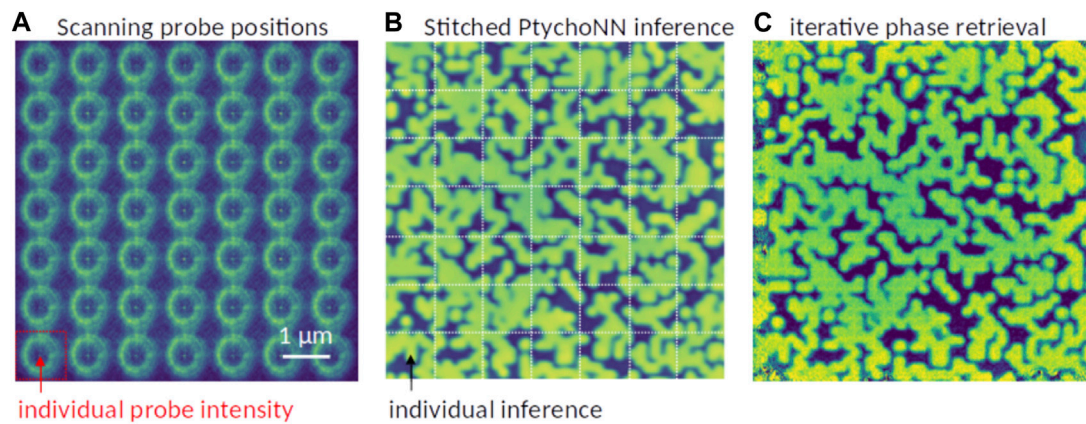 A Scanning probe positions
B Stitched PtychoNN inference
C iterative phase retrieval
1 μm
individual probe intensity
individual inference